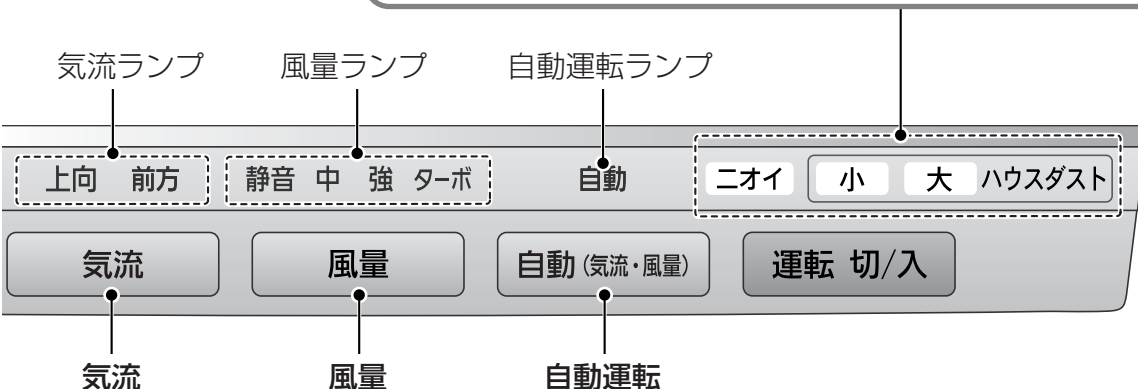 気流ランプ 風量ランプ 自動運転ランプ
上向 前方 静音 中 強 ターボ 自動 ニオイ 小 大 ハウスダスト
気流 風量 自動(気流・風量) 運転 切/入
気流 風量 自動運転